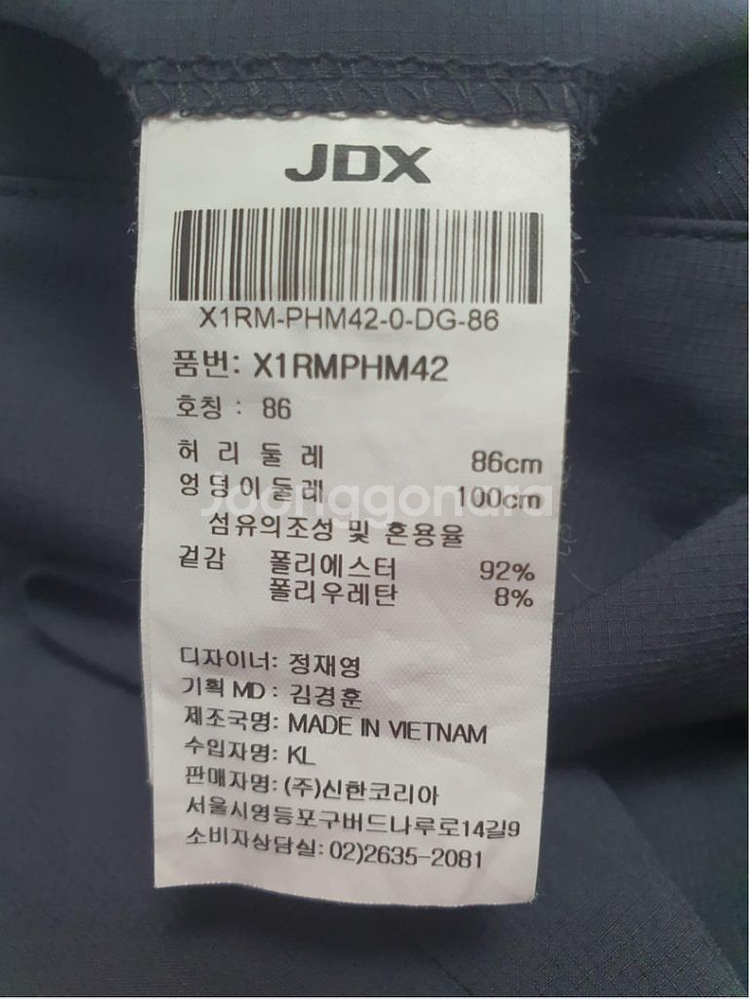 JDX
X1RM-PHM42-0-DG-86
품번: X1RMPHM42
호칭 : 86
허 리 둘 레 86cm
엉덩이둘레 100cm
Joonggonara
섬유의조성 및 혼용율
겉감 폴리에스터 92%
폴리우레탄 8%
디자이너: 정재영
기획 MD : 김경훈
제조국명: MADE IN VIETNAM
수입자명: KL
판매자명: (주)신한코리아
서울시영등포구버드나루로14길9
소비자상담실: 02)2635-2081